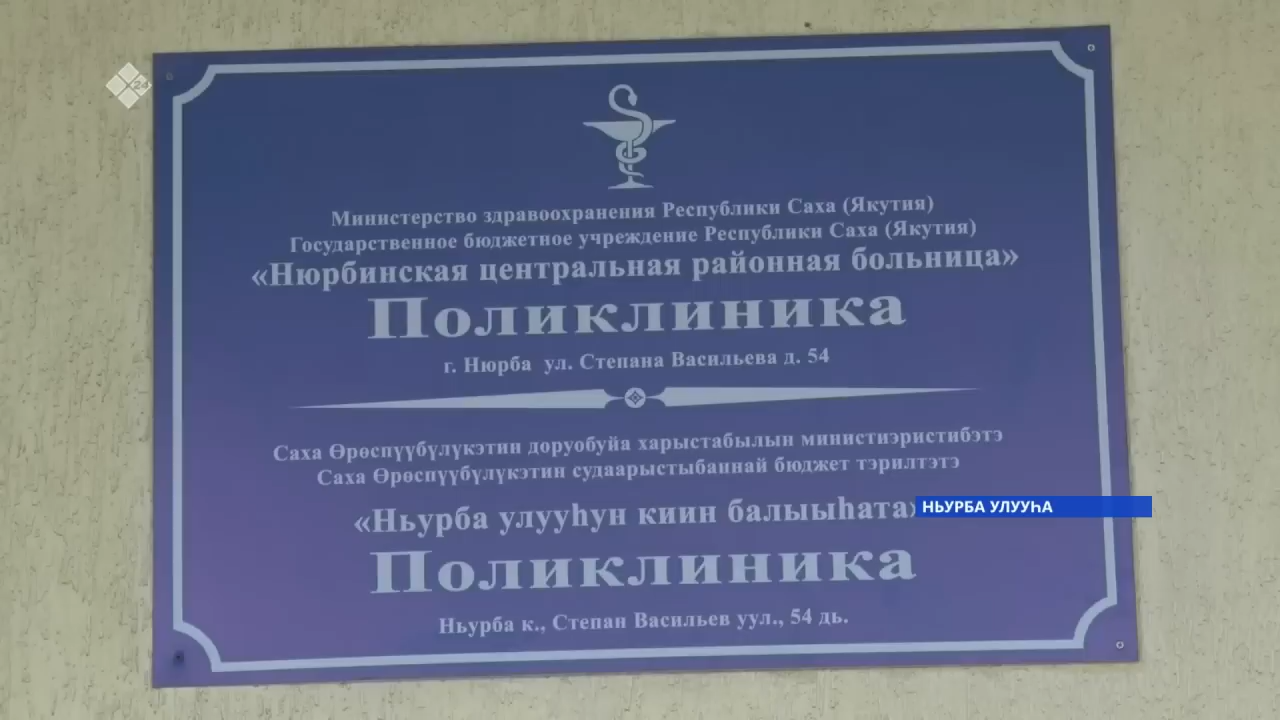 24
Министерство здравоохранения Республики Саха (Якутия)
Государственное бюджетное учреждение Республики Саха (Якутия)
«Нюрбинская центральная районная больница»
Поликлиника
г. Нюрба ул. Степана Васильева д. 54
Саха Өрөспүүбүлүкэтин доруобуйа харыстабылын министиэристибэтэ
Саха Өрөспүүбүлүкэтин судаарыстыбаннай бюджет тэрилтэтэ
«Ньурба улууһун киин балыыһата»
НЬУРБА УЛУУҺА
Поликлиника
Ньурба к., Степан Васильев уул., 54 дь.